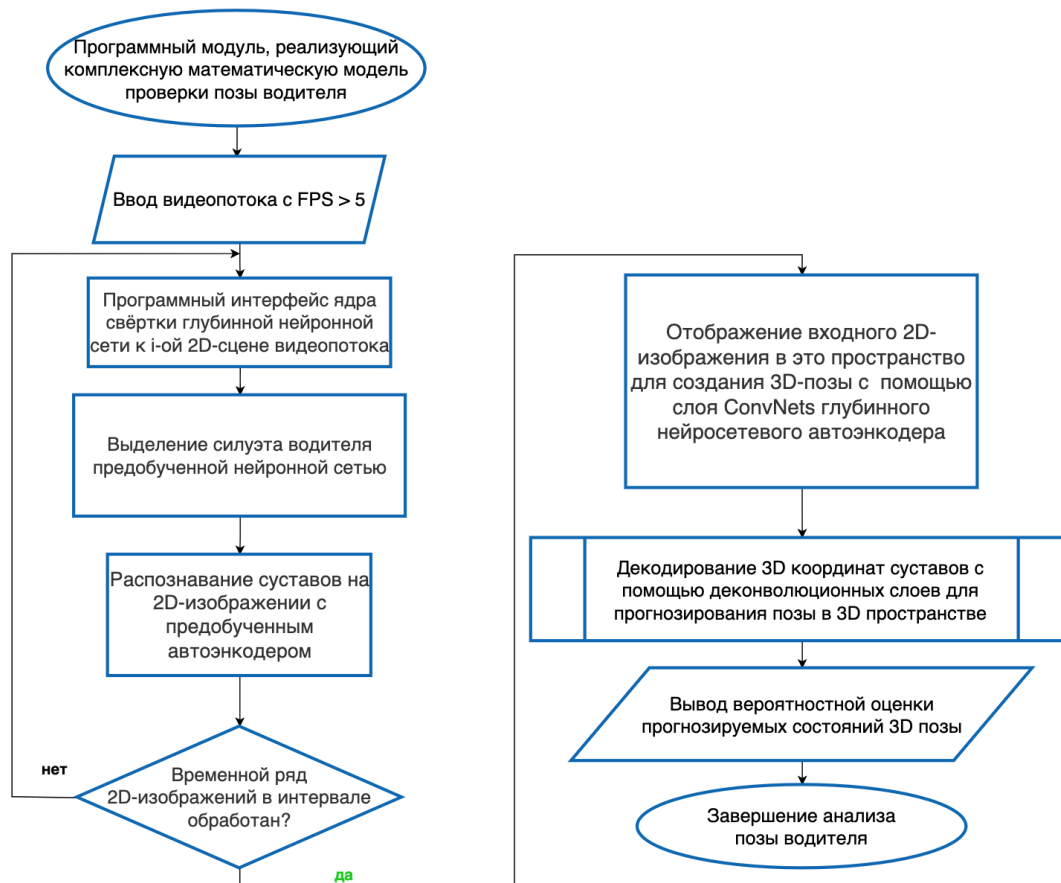 Программный модуль, реализующий
комплексную математическую модель
проверки позы водителя
Ввод видеопотока с FPS > 5
Программный интерфейс ядра
свёртки глубинной нейронной
сети к i-ой 2D-сцене видеопотока
Выделение силуэта водителя
предобученной нейронной сетью
Распознавание суставов на
2D-изображении с
предобученным
автоэнкодером
нет
Временной ряд
2D-изображений в интервале
обработан?
да
Отображение входного 2D-
изображения в это пространство
для создания 3D-позы с помощью
слоя ConvNets глубинного
нейросетевого автоэнкодера
Декодирование 3D координат суставов с
помощью деконволюционных слоев для
прогнозирования позы в 3D пространстве
Вывод вероятностной оценки
прогнозируемых состояний 3D позы
Завершение анализа
позы водителя